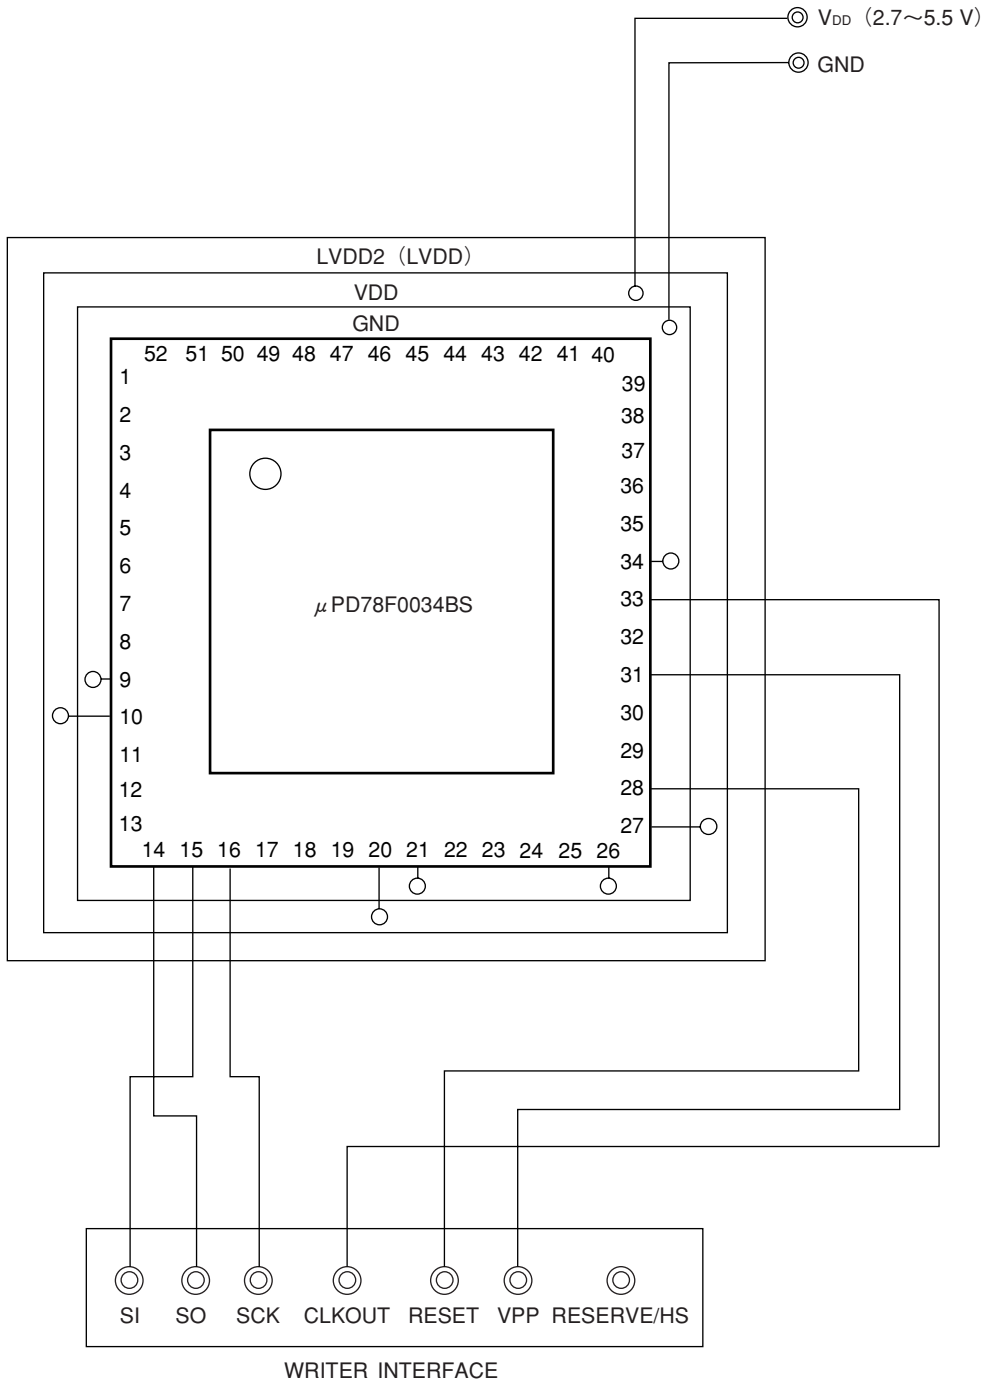 VDD（2.7～5.5 V）
GND
LVDD2（LVDD）
VDD
GND
52 51 50 49 48 47 46 45 44 43 42 41 40
1
39
2
38
3
37
4
36
5
35
6
34
7
μPD78F0034BS
33
8
32
9
31
10
30
11
29
12
28
13
27
14 15 16 17 18 19 20 21 22 23 24 25 26
SI SO SCK CLKOUT RESET VPP RESERVE/HS
WRITER INTERFACE